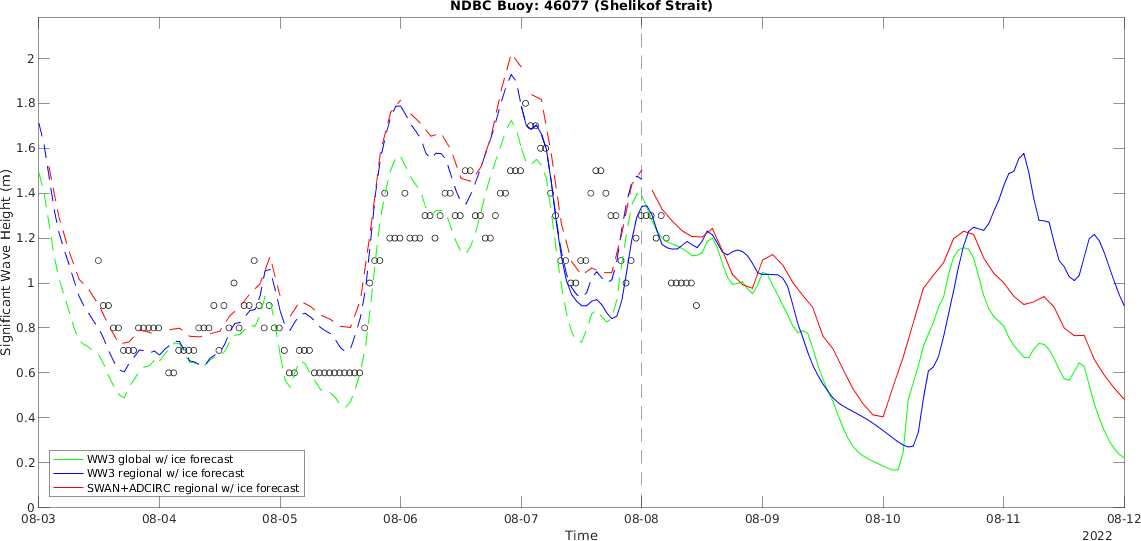 NDBC Buoy: 46077 (Shelikof Strait)
Significant Wave Height (m)
2
1.8
1.6
1.4
1.2
1
0.8
0.6
0.4
0.2
0
WW3 global w/ ice forecast
WW3 regional w/ ice forecast
SWAN+ADCIRC regional w/ ice forecast
08-03 08-04 08-05 08-06 08-07 08-08 08-09 08-10 08-11 08-12
Time
2022